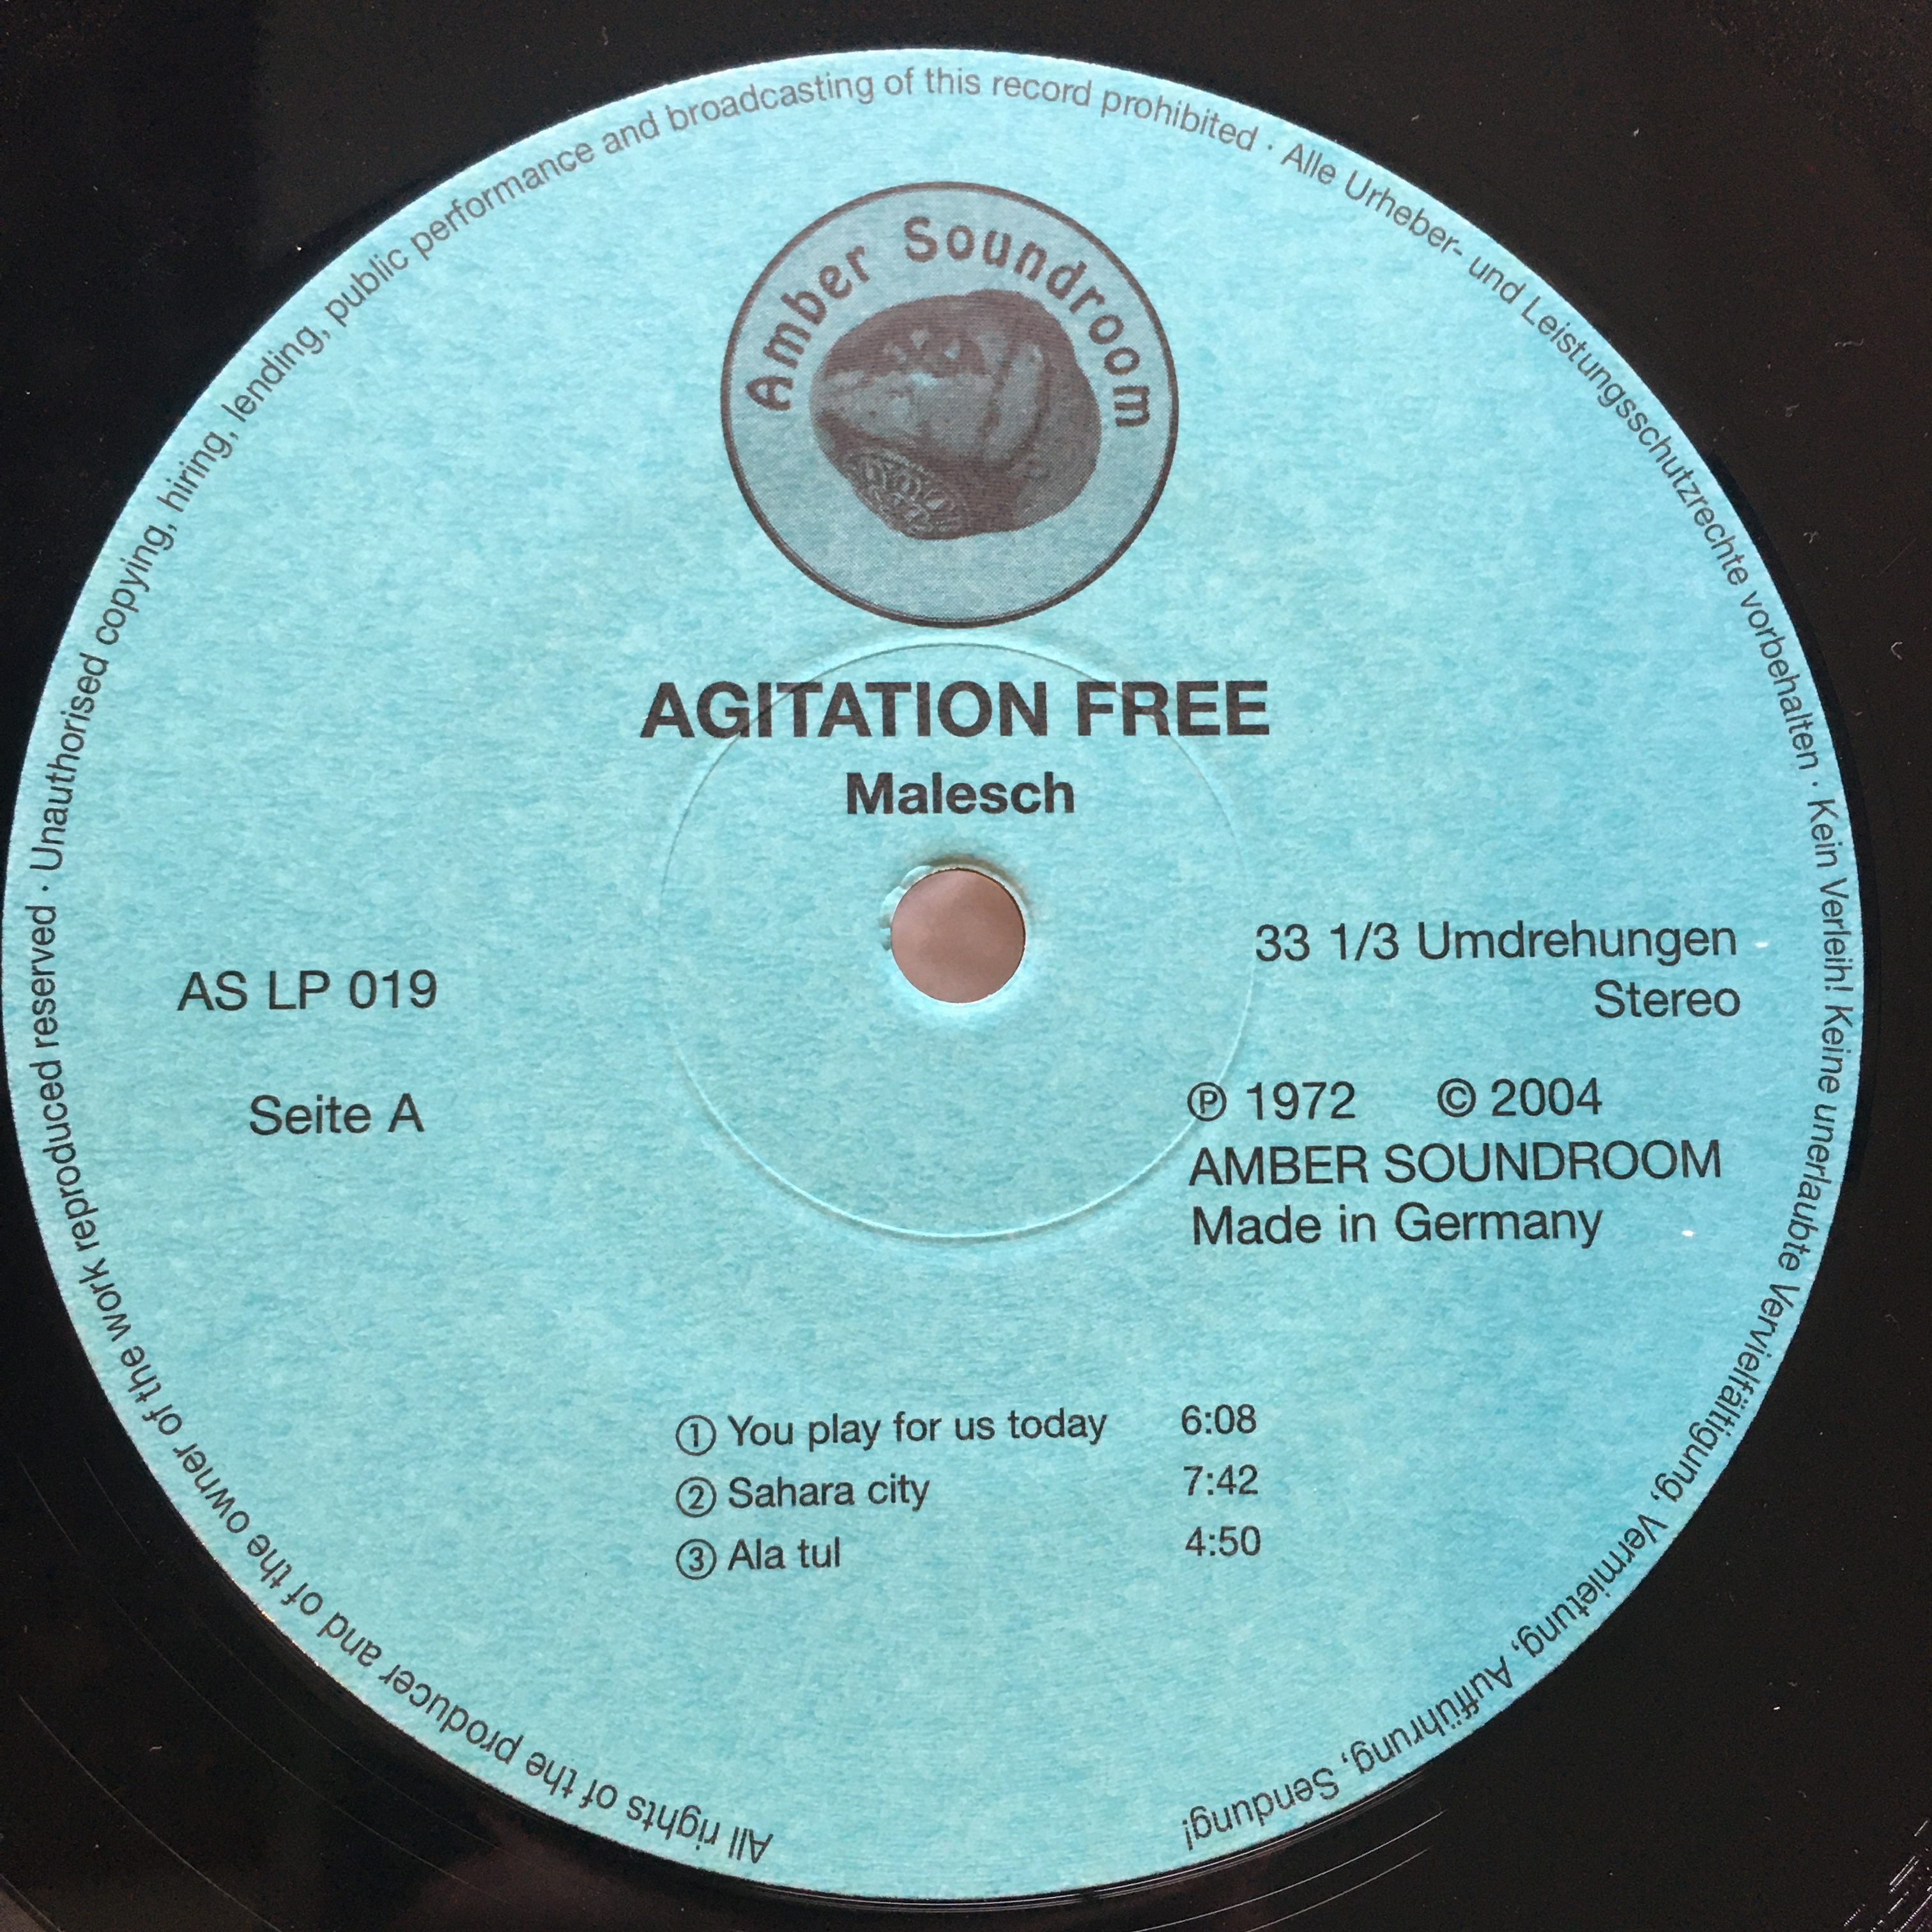 All rights of the producer and of the owner of the work reproduced reserved · Unauthorised copying, hiring, lending, public performance and broadcasting of this record prohibited · Alle Urheber- und Leistungsschutzrechte vorbehalten · Kein Verleih! Keine unerlaubte Vervielfältigung, Vermietung, Aufführung, Sendung!
Amber Soundroom
AGITATION FREE
Malesch
33 1/3 Umdrehungen
Stereo
AS LP 019
Seite A
℗ 1972 © 2004
AMBER SOUNDROOM
Made in Germany
① You play for us today 6:08
② Sahara city 7:42
③ Ala tul 4:50